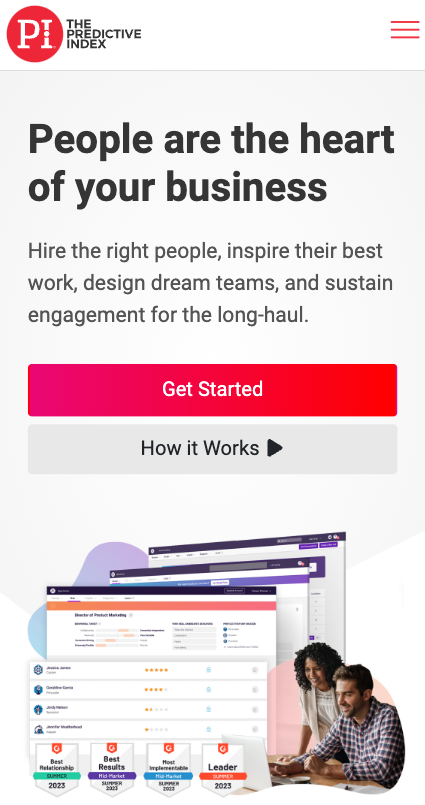 PI
THE
PREDICTIVE
INDEX
People are the heart
of your business
Hire the right people, inspire their best
work, design dream teams, and sustain
engagement for the long-haul.
Get Started
How it Works
Director of Product Marketing
Jessica James
Geraldine Garcia
Jordy Nelson
Jennifer Weatherhead
Best
Relationship
SUMMER
2023
Best
Results
Mid-Market
SUMMER
2023
Most
Implementable
Mid-Market
SUMMER
2023
Leader
SUMMER
2023